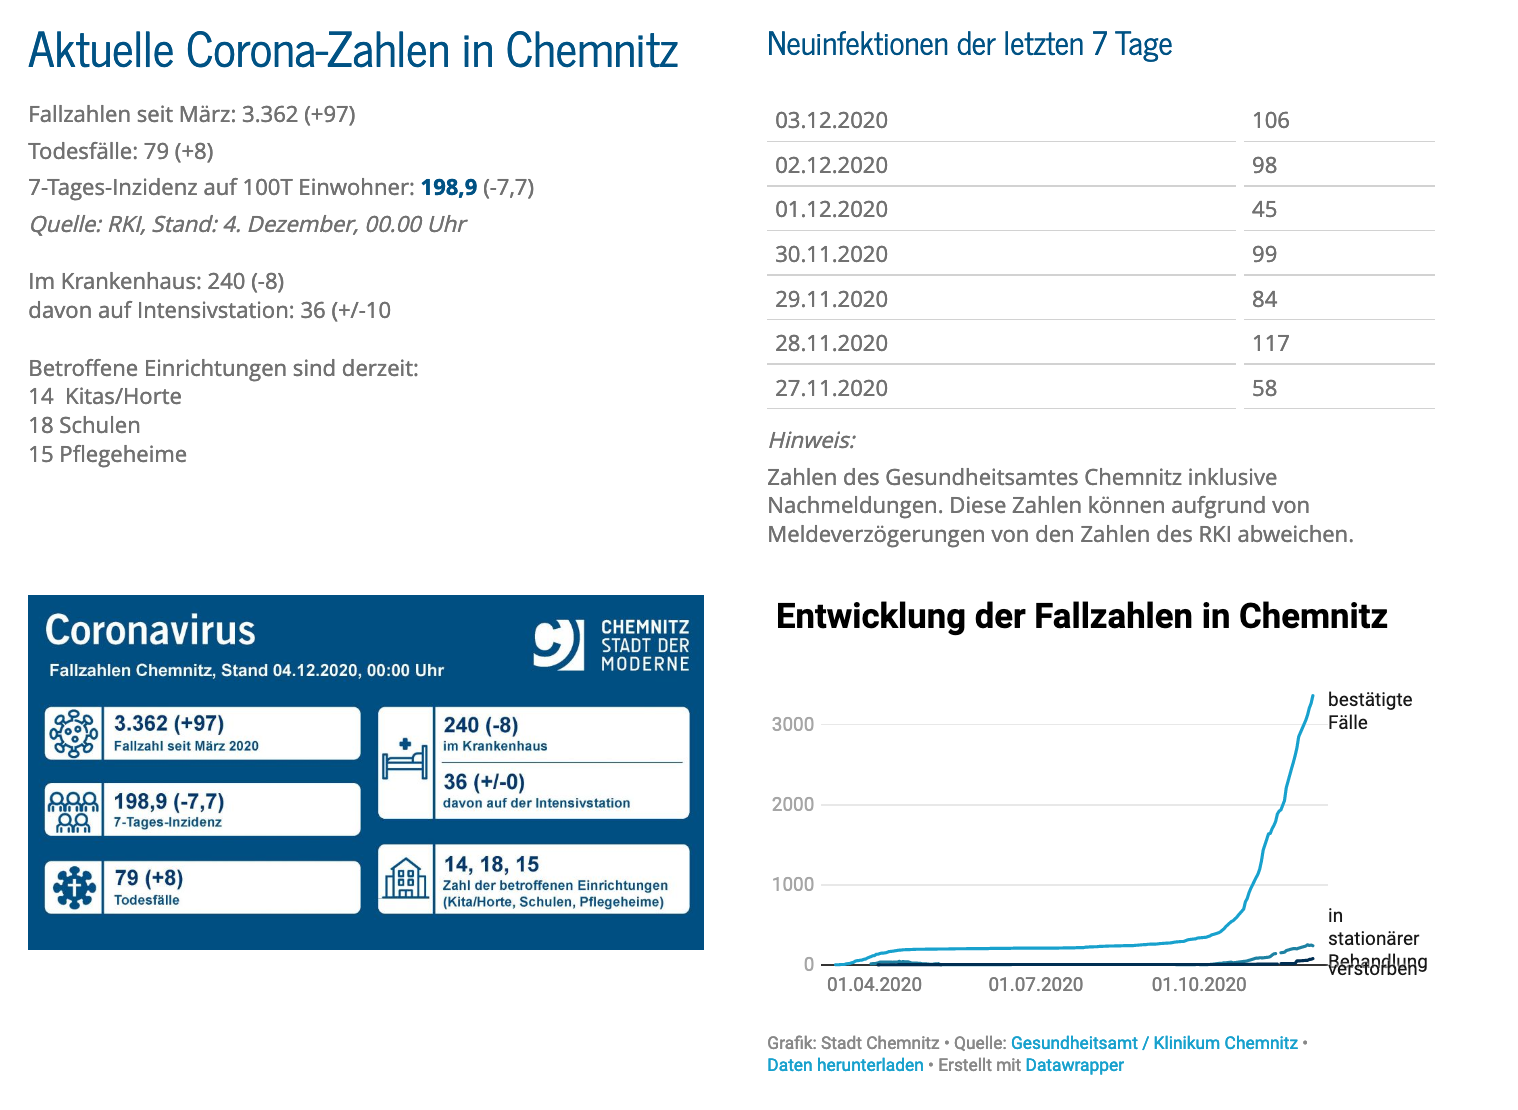 Aktuelle Corona-Zahlen in Chemnitz
Fallzahlen seit März: 3.362 (+97)
Todesfälle: 79 (+8)
7-Tages-Inzidenz auf 100T Einwohner: 198,9 (-7,7)
Quelle: RKI, Stand: 4. Dezember, 00.00 Uhr
Im Krankenhaus: 240 (-8)
davon auf Intensivstation: 36 (+/-10
Betroffene Einrichtungen sind derzeit:
14 Kitas/Horte
18 Schulen
15 Pflegeheime
Neuinfektionen der letzten 7 Tage
03.12.2020 106
02.12.2020 98
01.12.2020 45
30.11.2020 99
29.11.2020 84
28.11.2020 117
27.11.2020 58
Hinweis:
Zahlen des Gesundheitsamtes Chemnitz inklusive
Nachmeldungen. Diese Zahlen können aufgrund von
Meldeverzögerungen von den Zahlen des RKI abweichen.
Coronavirus
Fallzahlen Chemnitz, Stand 04.12.2020, 00:00 Uhr
CHEMNITZ
STADT DER
MODERNE
3.362 (+97)
Fallzahl seit März 2020
198,9 (-7,7)
7-Tages-Inzidenz
79 (+8)
Todesfälle
240 (-8)
im Krankenhaus
36 (+/-0)
davon auf der Intensivstation
14, 18, 15
Zahl der betroffenen Einrichtungen
(Kita/Horte, Schulen, Pflegeheime)
Entwicklung der Fallzahlen in Chemnitz
3000
2000
1000
0
01.04.2020 01.07.2020 01.10.2020
bestätigte
Fälle
in
stationärer
Behandlung
verstorben
Grafik: Stadt Chemnitz • Quelle: Gesundheitsamt / Klinikum Chemnitz •
Daten herunterladen • Erstellt mit Datawrapper